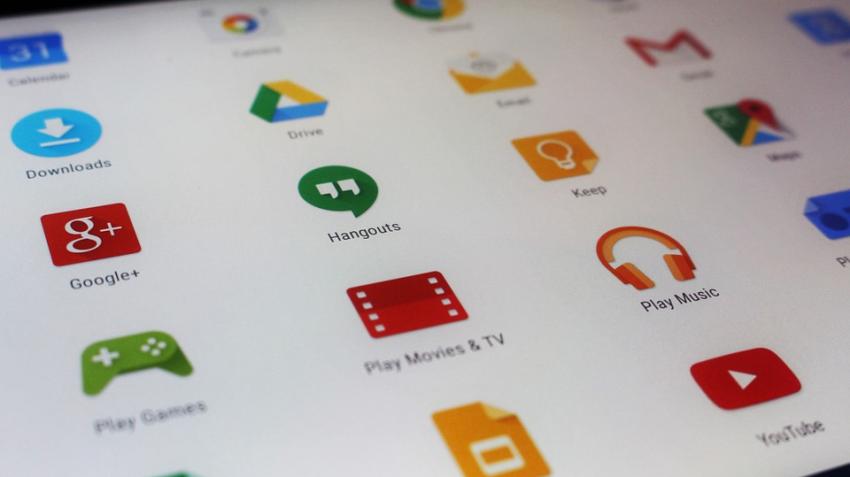 31
Calendar
Camera
Gmail
Downloads
Drive
Email
Maps
g+
Google+
Hangouts
Keep
Play Games
Play Movies & TV
Play Music
YouTube